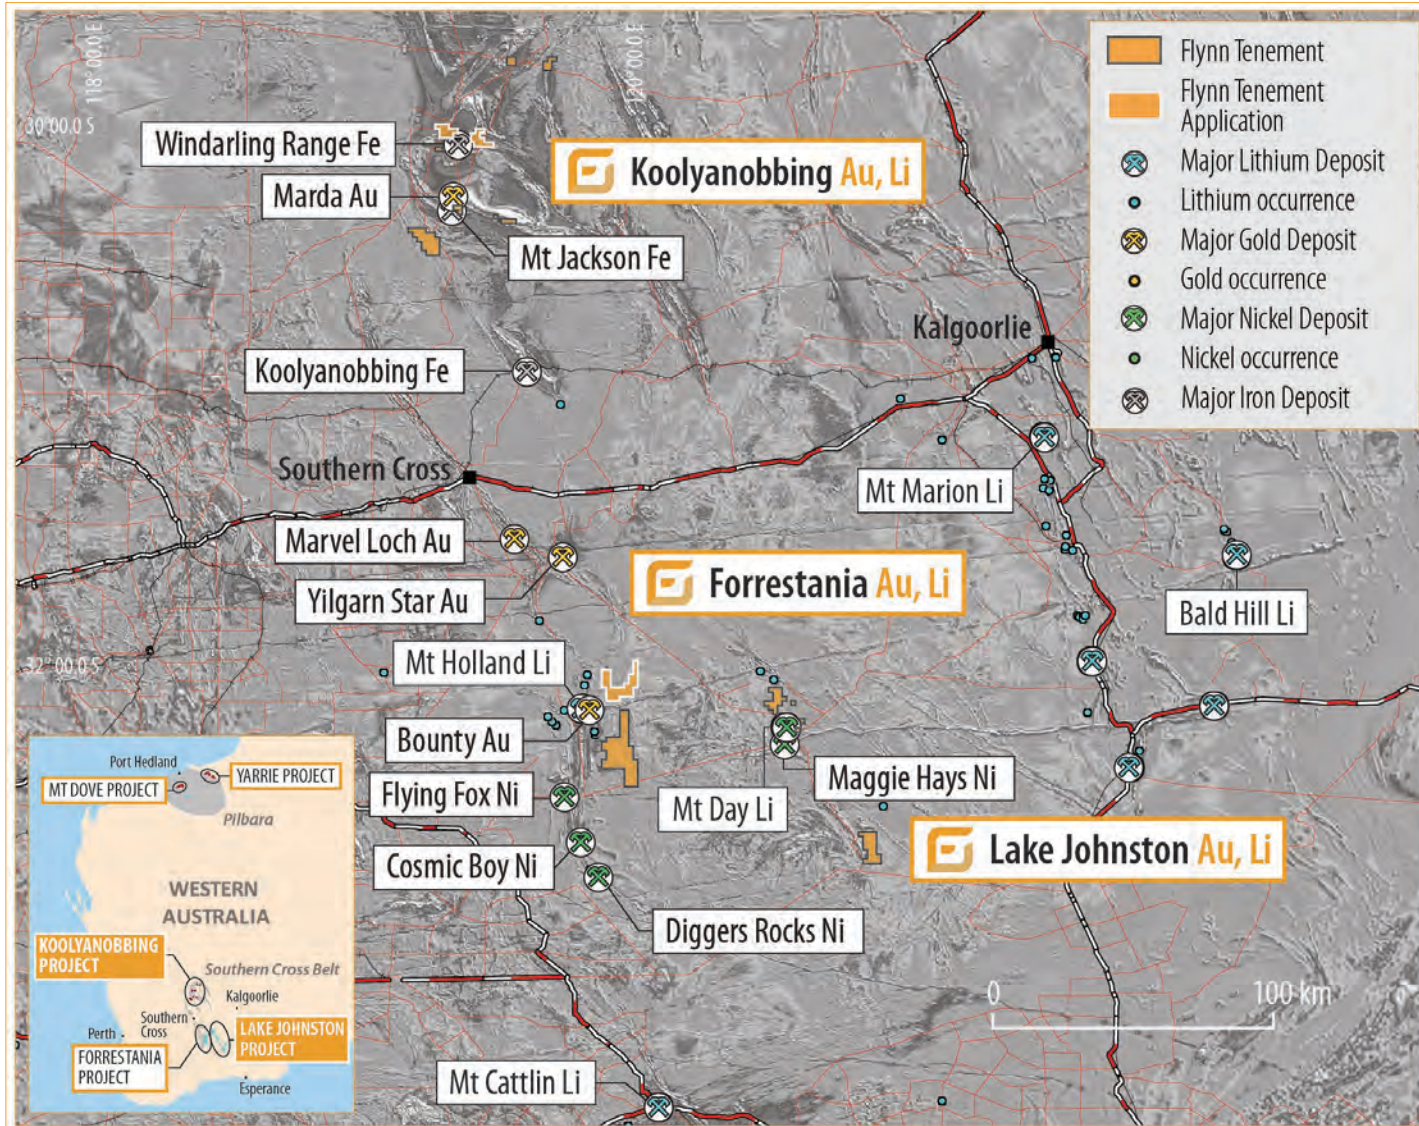 118° 00.0 E
120° 00.0 E
30° 00.0 S
32° 00.0 S
Windarling Range Fe
Marda Au
Mt Jackson Fe
Koolyanobbing Au, Li
Koolyanobbing Fe
Kalgoorlie
Southern Cross
Mt Marion Li
Marvel Loch Au
Yilgarn Star Au
Forrestania Au, Li
Bald Hill Li
Mt Holland Li
Bounty Au
Flying Fox Ni
Mt Day Li
Maggie Hays Ni
Cosmic Boy Ni
Lake Johnston Au, Li
Diggers Rocks Ni
Mt Cattlin Li
0 100 km
Flynn Tenement
Flynn Tenement
Application
Major Lithium Deposit
Lithium occurrence
Major Gold Deposit
Gold occurrence
Major Nickel Deposit
Nickel occurrence
Major Iron Deposit
Port Hedland
YARRIE PROJECT
MT DOVE PROJECT
Pilbara
WESTERN
AUSTRALIA
KOOLYANOBBING
PROJECT
Southern Cross Belt
Kalgoorlie
Southern
Cross
Perth
LAKE JOHNSTON
PROJECT
FORRESTANIA
PROJECT
Esperance